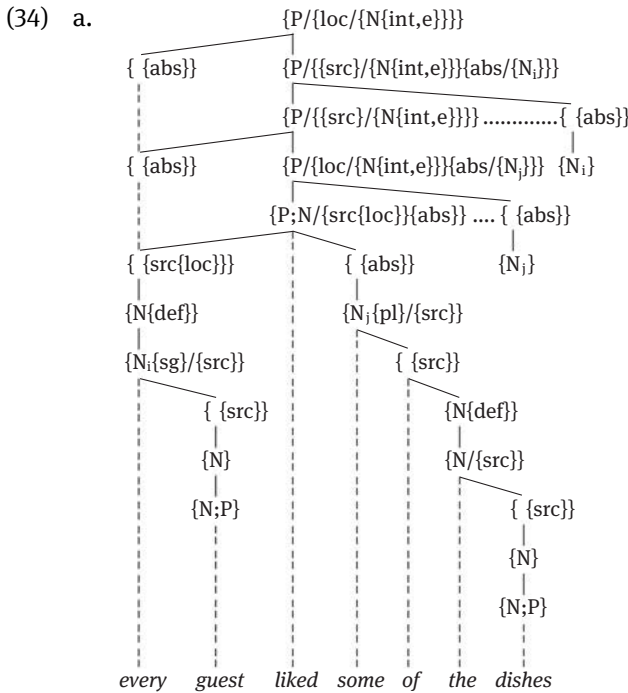 (34) a. {P/{loc/{N{int,e}}}}
{ {abs}} {P/{{src}/{N{int,e}}}{abs/{Nᵢ}}}
{P/{{src}/{N{int,e}}}} ............. { {abs}}
{ {abs}} {P/{loc/{N{int,e}}}{abs/{Nⱼ}}} {Nᵢ}
{P;N/{src{loc}}{abs}} .... { {abs}}
{ {src{loc}}} { {abs}} {Nⱼ}
{N{def}} {Nⱼ{pl}/{src}}
{Nᵢ{sg}/{src}} { {src}}
{ {src}} {N{def}}
{N} {N/{src}}
{N;P} { {src}}
{N}
{N;P}
every guest liked some of the dishes